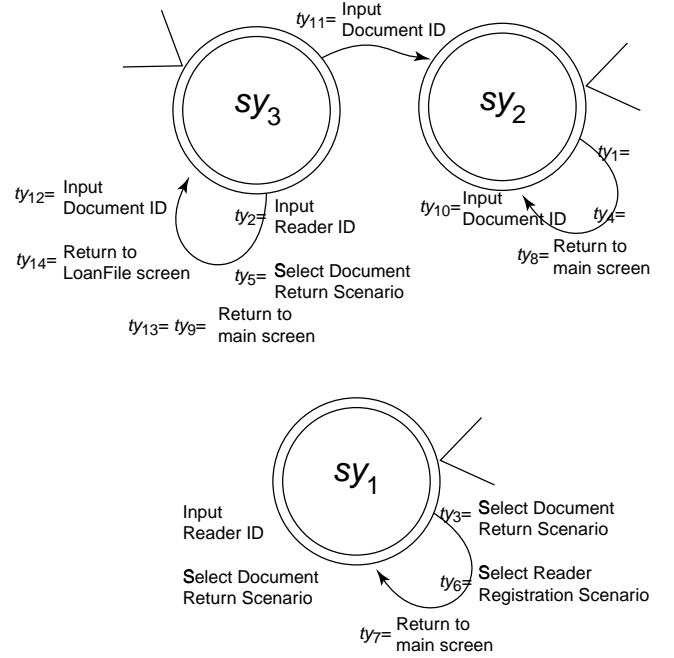 ty11= Input
Document ID
sy3
sy2
ty1=
ty12= Input
Document ID
ty2= Input
Reader ID
ty10= Input
Document ID
ty4=
ty8= Return to
main screen
ty14= Return to
LoanFile screen
ty5= Select Document
Return Scenario
ty13= ty9= Return to
main screen
sy1
Input
Reader ID
ty3= Select Document
Return Scenario
Select Document
Return Scenario
ty6= Select Reader
Registration Scenario
ty7= Return to
main screen